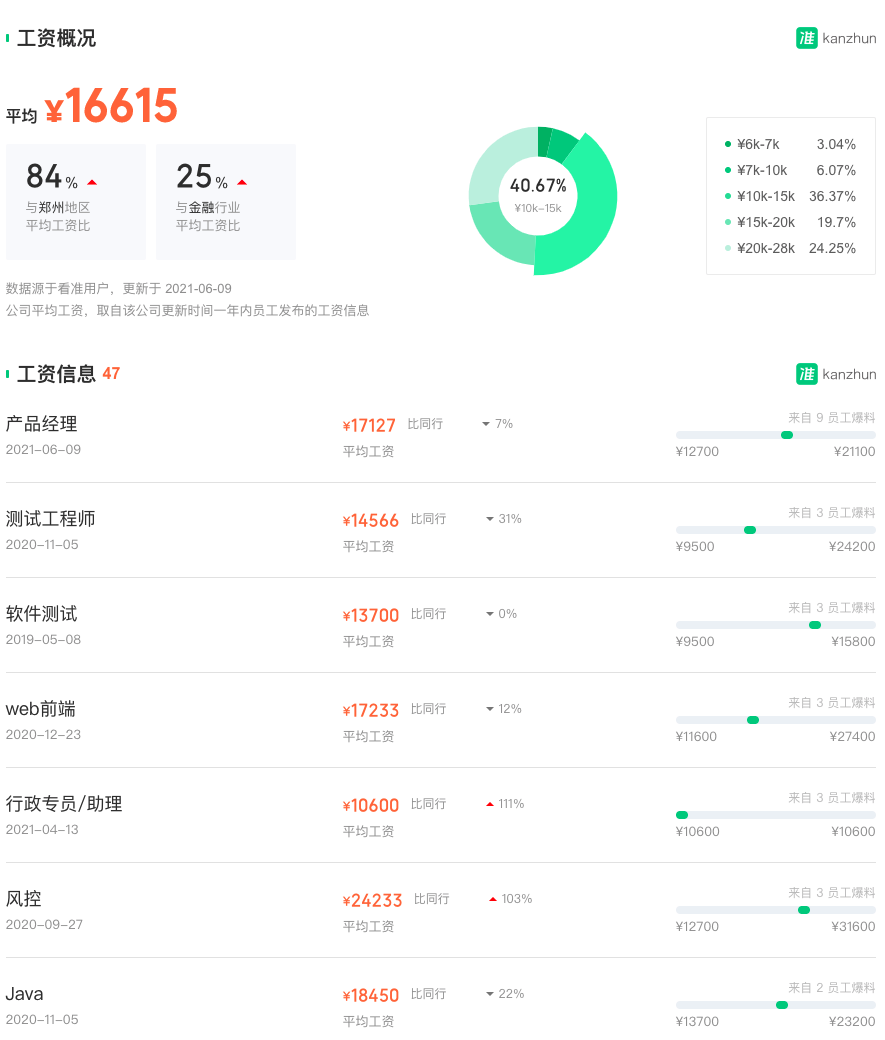 工资概况
准 kanzhun
平均 ¥16615
84 %
与郑州地区
平均工资比
25 %
与金融行业
平均工资比
40.67%
¥10k–15k
¥6k-7k 3.04%
¥7k-10k 6.07%
¥10k-15k 36.37%
¥15k-20k 19.7%
¥20k-28k 24.25%
数据源于看准用户，更新于 2021-06-09
公司平均工资，取自该公司更新时间一年内员工发布的工资信息
工资信息 47
准 kanzhun
产品经理 ¥17127 比同行 7% 来自 9 员工爆料
2021–06–09 平均工资 ¥12700 ¥21100
测试工程师 ¥14566 比同行 31% 来自 3 员工爆料
2020–11–05 平均工资 ¥9500 ¥24200
软件测试 ¥13700 比同行 0% 来自 3 员工爆料
2019–05–08 平均工资 ¥9500 ¥15800
web前端 ¥17233 比同行 12% 来自 3 员工爆料
2020–12–23 平均工资 ¥11600 ¥27400
行政专员/助理 ¥10600 比同行 111% 来自 3 员工爆料
2021–04–13 平均工资 ¥10600 ¥10600
风控 ¥24233 比同行 103% 来自 3 员工爆料
2020–09–27 平均工资 ¥12700 ¥31600
Java ¥18450 比同行 22% 来自 2 员工爆料
2020–11–05 平均工资 ¥13700 ¥23200